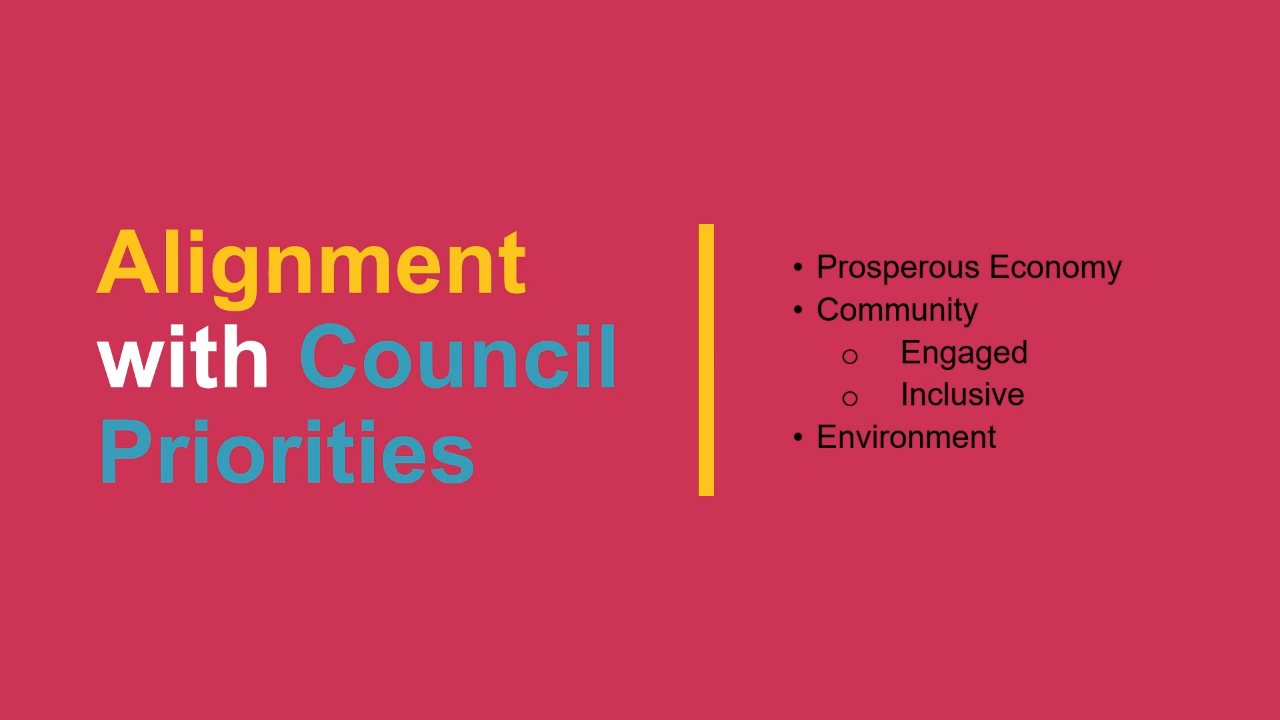 Alignment
with Council
Priorities
• Prosperous Economy
• Community
o Engaged
o Inclusive
• Environment